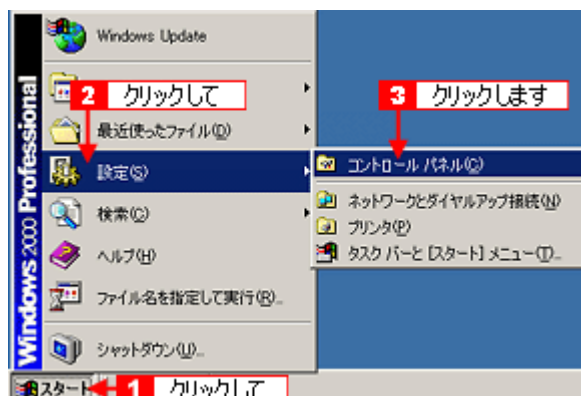 Windows 2000 Professional
Windows Update
2 クリックして
最近使ったファイル(D)
設定(S)
検索(C)
ヘルプ(H)
ファイル名を指定して実行(R)...
シャットダウン(U)...
スタート
1 クリックして
3 クリックします
コントロール パネル(C)
ネットワークとダイヤルアップ接続(N)
プリンタ(P)
タスク バーと [スタート] メニュー(T)...